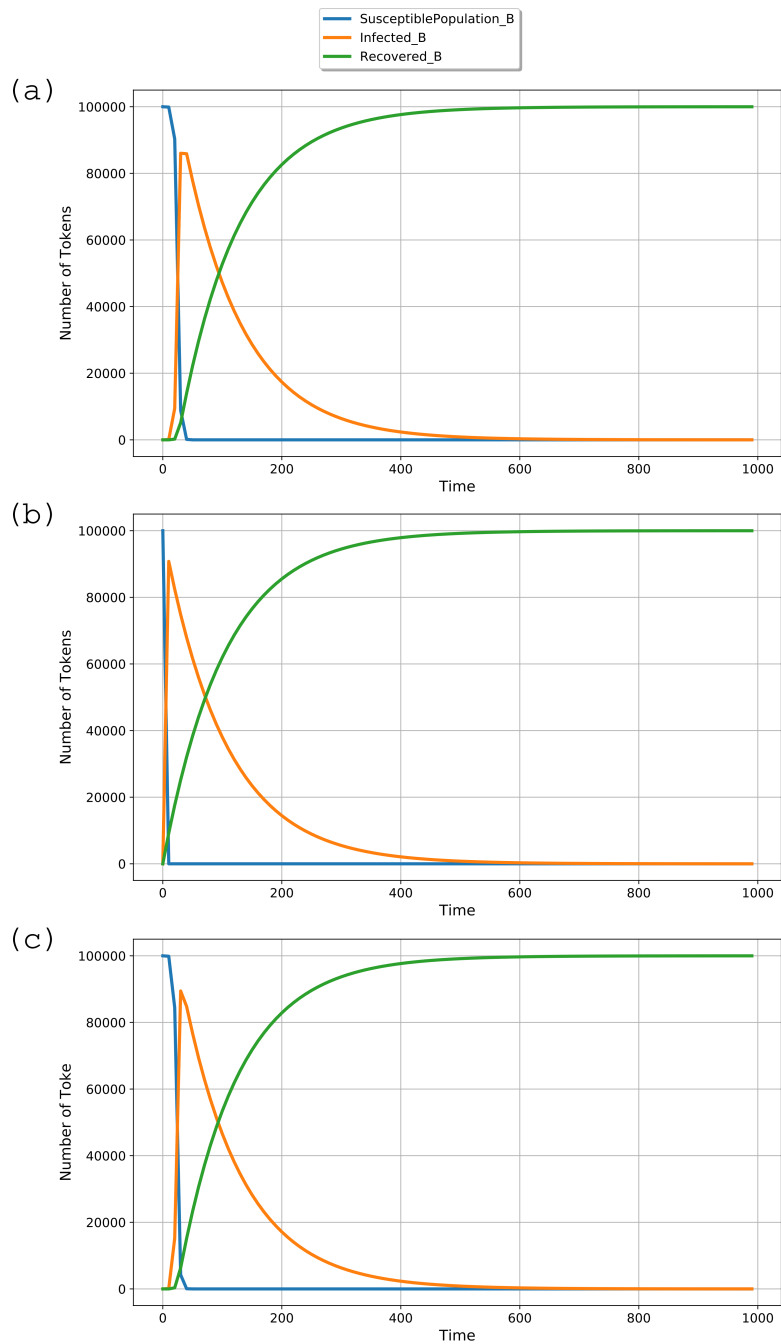 SusceptiblePopulation_B
Infected_B
Recovered_B
(a)
100000
80000
60000
40000
20000
0
Number of Tokens
0 200 400 600 800 1000
Time
(b)
100000
80000
60000
40000
20000
0
Number of Tokens
0 200 400 600 800 1000
Time
(c)
100000
80000
60000
40000
20000
0
Number of Toke
0 200 400 600 800 1000
Time